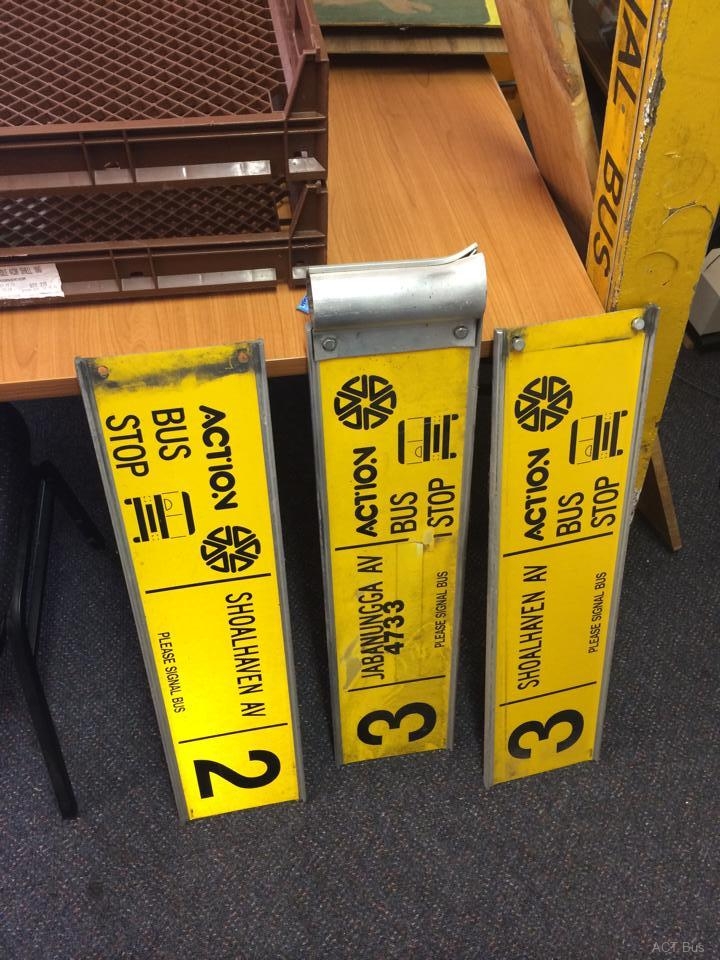 ACTION
BUS
STOP
SHOALHAVEN AV
PLEASE SIGNAL BUS
2
ACTION
BUS
STOP
JABANUNGGA AV
4733
PLEASE SIGNAL BUS
3
ACTION
BUS
STOP
SHOALHAVEN AV
PLEASE SIGNAL BUS
3
BUS
ACT Bus